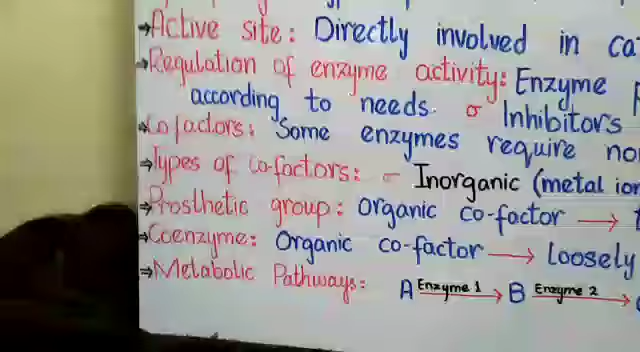 ⇒Active site: Directly involved in ca
⇒Regulation of enzyme activity: Enzyme
according to needs. Inhibitors
⇒Cofactors: Some enzymes require
⇒Types of co-factors: - Inorganic (metal ion
⇒Prosthetic group: Organic co-factor →
⇒Coenzyme: Organic co-factor → Loosely
⇒Metabolic Pathways: A Enzyme 1 → B Enzyme 2 →